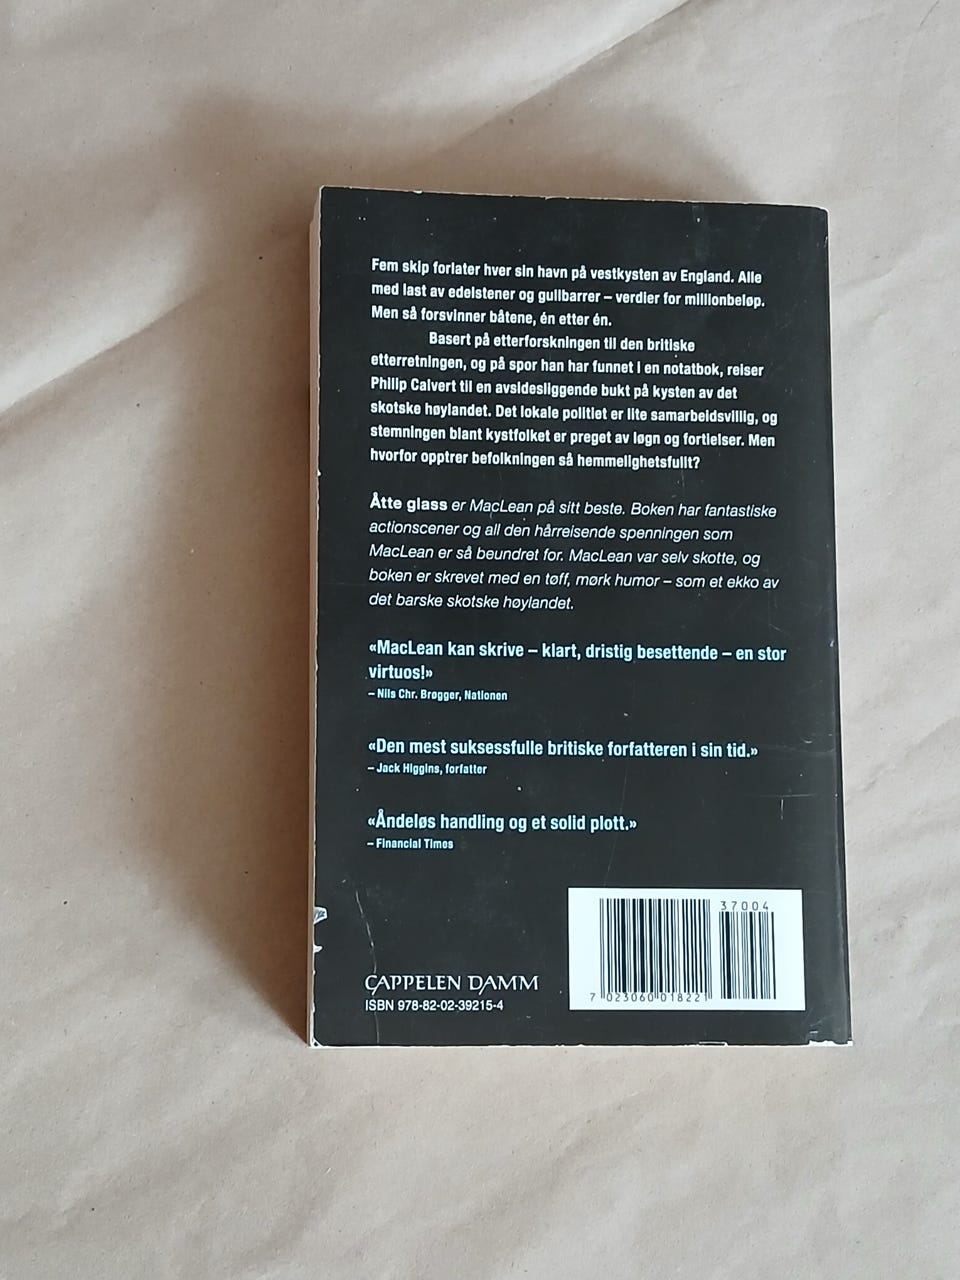 Fem skip forlater hver sin havn på vestkysten av England. Alle
med last av edelstener og gullbarrer – verdier for millionbeløp.
Men så forsvinner båtene, én etter én.
Basert på etterforskningen til den britiske
etterretningen, og på spor han har funnet i en notatbok, reiser
Philip Calvert til en avsidesliggende bukt på kysten av det
skotske høylandet. Det lokale politiet er lite samarbeidsvillig, og
stemningen blant kystfolket er preget av løgn og fortielser. Men
hvorfor opptrer befolkningen så hemmelighetsfullt?
Åtte glass er MacLean på sitt beste. Boken har fantastiske
actionscener og all den hårreisende spenningen som
MacLean er så beundret for. MacLean var selv skotte, og
boken er skrevet med en tøff, mørk humor – som et ekko av
det barske skotske høylandet.
«MacLean kan skrive – klart, dristig besettende – en stor
virtuos!»
– Nils Chr. Brøgger, Nationen
«Den mest suksessfulle britiske forfatteren i sin tid.»
– Jack Higgins, forfatter
«Åndeløs handling og et solid plott.»
– Financial Times
37004
7 023060 018221
CAPPELEN DAMM
ISBN 978-82-02-39215-4